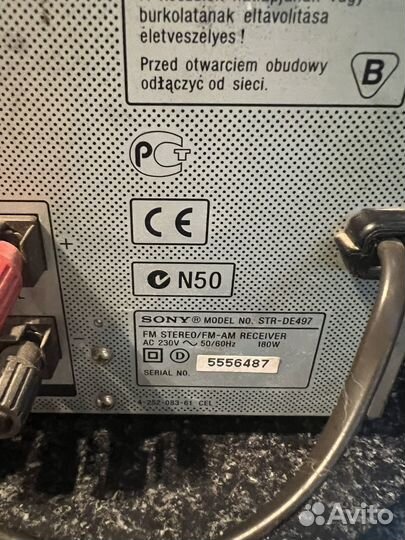 burkolatának eltavolitása
életveszélyes !
Przed otwarciem obudowy
odłączyć od sieci.
B
PCT
CE
N50
+
-
SONY® MODEL NO. STR-DE497
FM STEREO/FM-AM RECEIVER
AC 230V ~ 50/60Hz 180W
D
SERIAL NO. 5556487
4-252-083-61 CEL
Avito